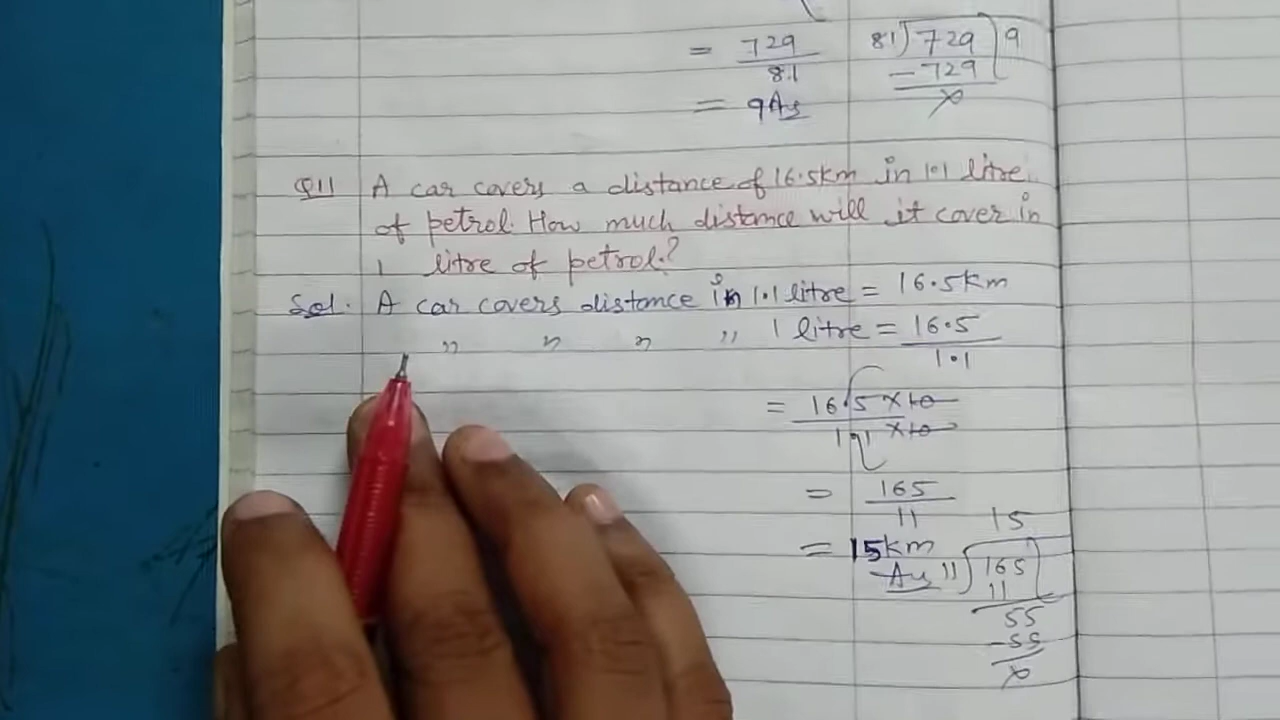 = 729 81) 729 ( 9
81 - 729
= 9 Ans x
Q11 A car covers a distance of 16.5km in 1.1 litre
of petrol. How much distance will it cover in
1 litre of petrol.?
Sol. A car covers distance in 1.1 litre = 16.5km
" " " " 1 litre = 16.5
1.1
= 16.5 x 10
1.1 x 10
= 165
11 15
= 15km
Ans 11) 165
11
55
- 55
x